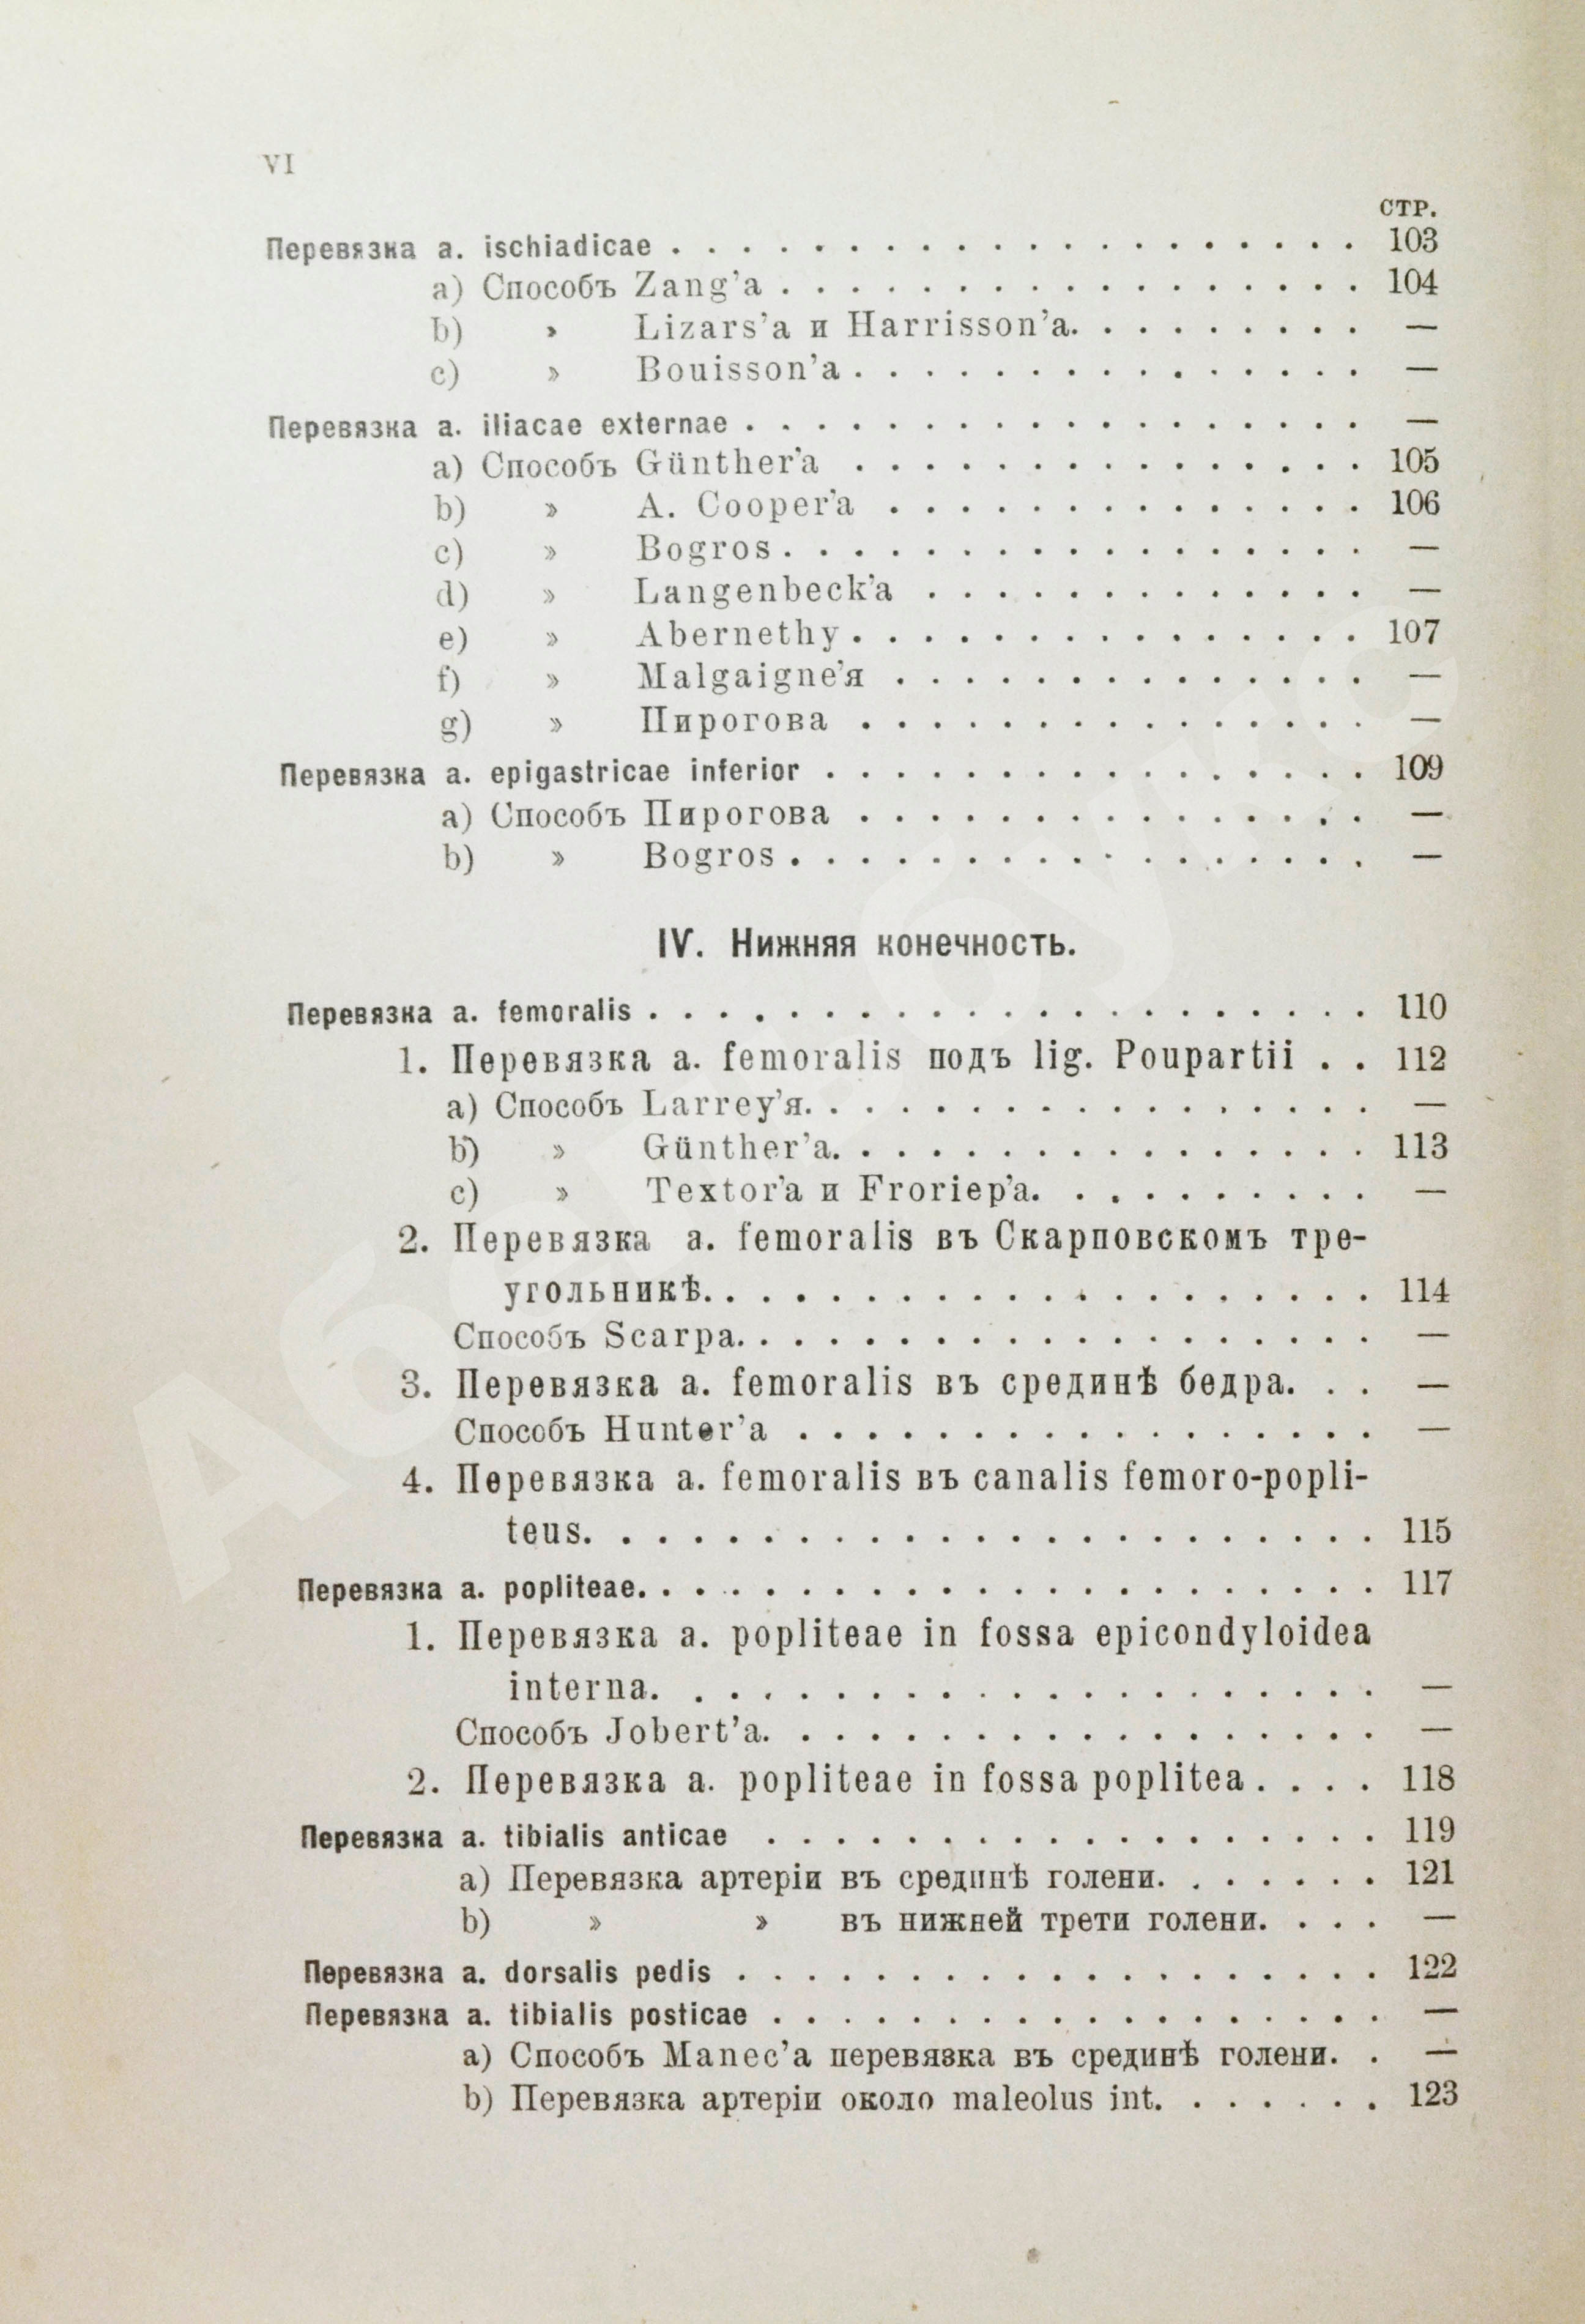 VI
СТР.
Перевязка a. ischiadicae . . . . . . . . . . . . . . . . . . . . 103
a) Способъ Zang’a . . . . . . . . . . . . . . . . . 104
b) » Lizars’a и Harrisson’a. . . . . . . . . —
c) » Bouisson’a . . . . . . . . . . . . . . . —
Перевязка a. iliacae externae . . . . . . . . . . . . . . . . . . —
a) Способъ Günther’a . . . . . . . . . . . . . . . 105
b) » A. Cooper’a . . . . . . . . . . . . . . 106
c) » Bogros . . . . . . . . . . . . . . . . . —
d) » Langenbeck’a . . . . . . . . . . . . . —
e) » Abernethy . . . . . . . . . . . . . . . 107
f) » Malgaigne’я . . . . . . . . . . . . . . —
g) » Пирогова . . . . . . . . . . . . . . . —
Перевязка a. epigastricae inferior . . . . . . . . . . . . . . . . 109
a) Способъ Пирогова . . . . . . . . . . . . . . . —
b) » Bogros . . . . . . . . . . . . . . . . . —
IV. Нижняя конечность.
Перевязка a. femoralis . . . . . . . . . . . . . . . . . . . . . 110
1. Перевязка a. femoralis подъ lig. Poupartii . . 112
a) Способъ Larrey’я. . . . . . . . . . . . . . . . . —
b) » Günther’a. . . . . . . . . . . . . . . . 113
c) » Textor’a и Froriep’a. . . . . . . . . . —
2. Перевязка a. femoralis въ Скарповскомъ тре-
угольникѣ. . . . . . . . . . . . . . . . . . . . 114
Способъ Scarpa. . . . . . . . . . . . . . . . . . . —
3. Перевязка a. femoralis въ срединѣ бедра. . . —
Способъ Hunter’a . . . . . . . . . . . . . . . . . —
4. Перевязка a. femoralis въ canalis femoro-popli-
teus. . . . . . . . . . . . . . . . . . . . . . . 115
Перевязка a. popliteae. . . . . . . . . . . . . . . . . . . . . . 117
1. Перевязка a. popliteae in fossa epicondyloidea
interna. . . . . . . . . . . . . . . . . . . . . —
Способъ Jobert’a. . . . . . . . . . . . . . . . . . —
2. Перевязка a. popliteae in fossa poplitea . . . . 118
Перевязка a. tibialis anticae . . . . . . . . . . . . . . . . . . 119
a) Перевязка артеріи въ срединѣ голени. . . . . . . 121
b) » » въ нижней трети голени. . . . —
Перевязка a. dorsalis pedis . . . . . . . . . . . . . . . . . . . 122
Перевязка a. tibialis posticae . . . . . . . . . . . . . . . . . . —
a) Способъ Manec’a перевязка въ срединѣ голени. . —
b) Перевязка артеріи около maleolus int. . . . . . . 123